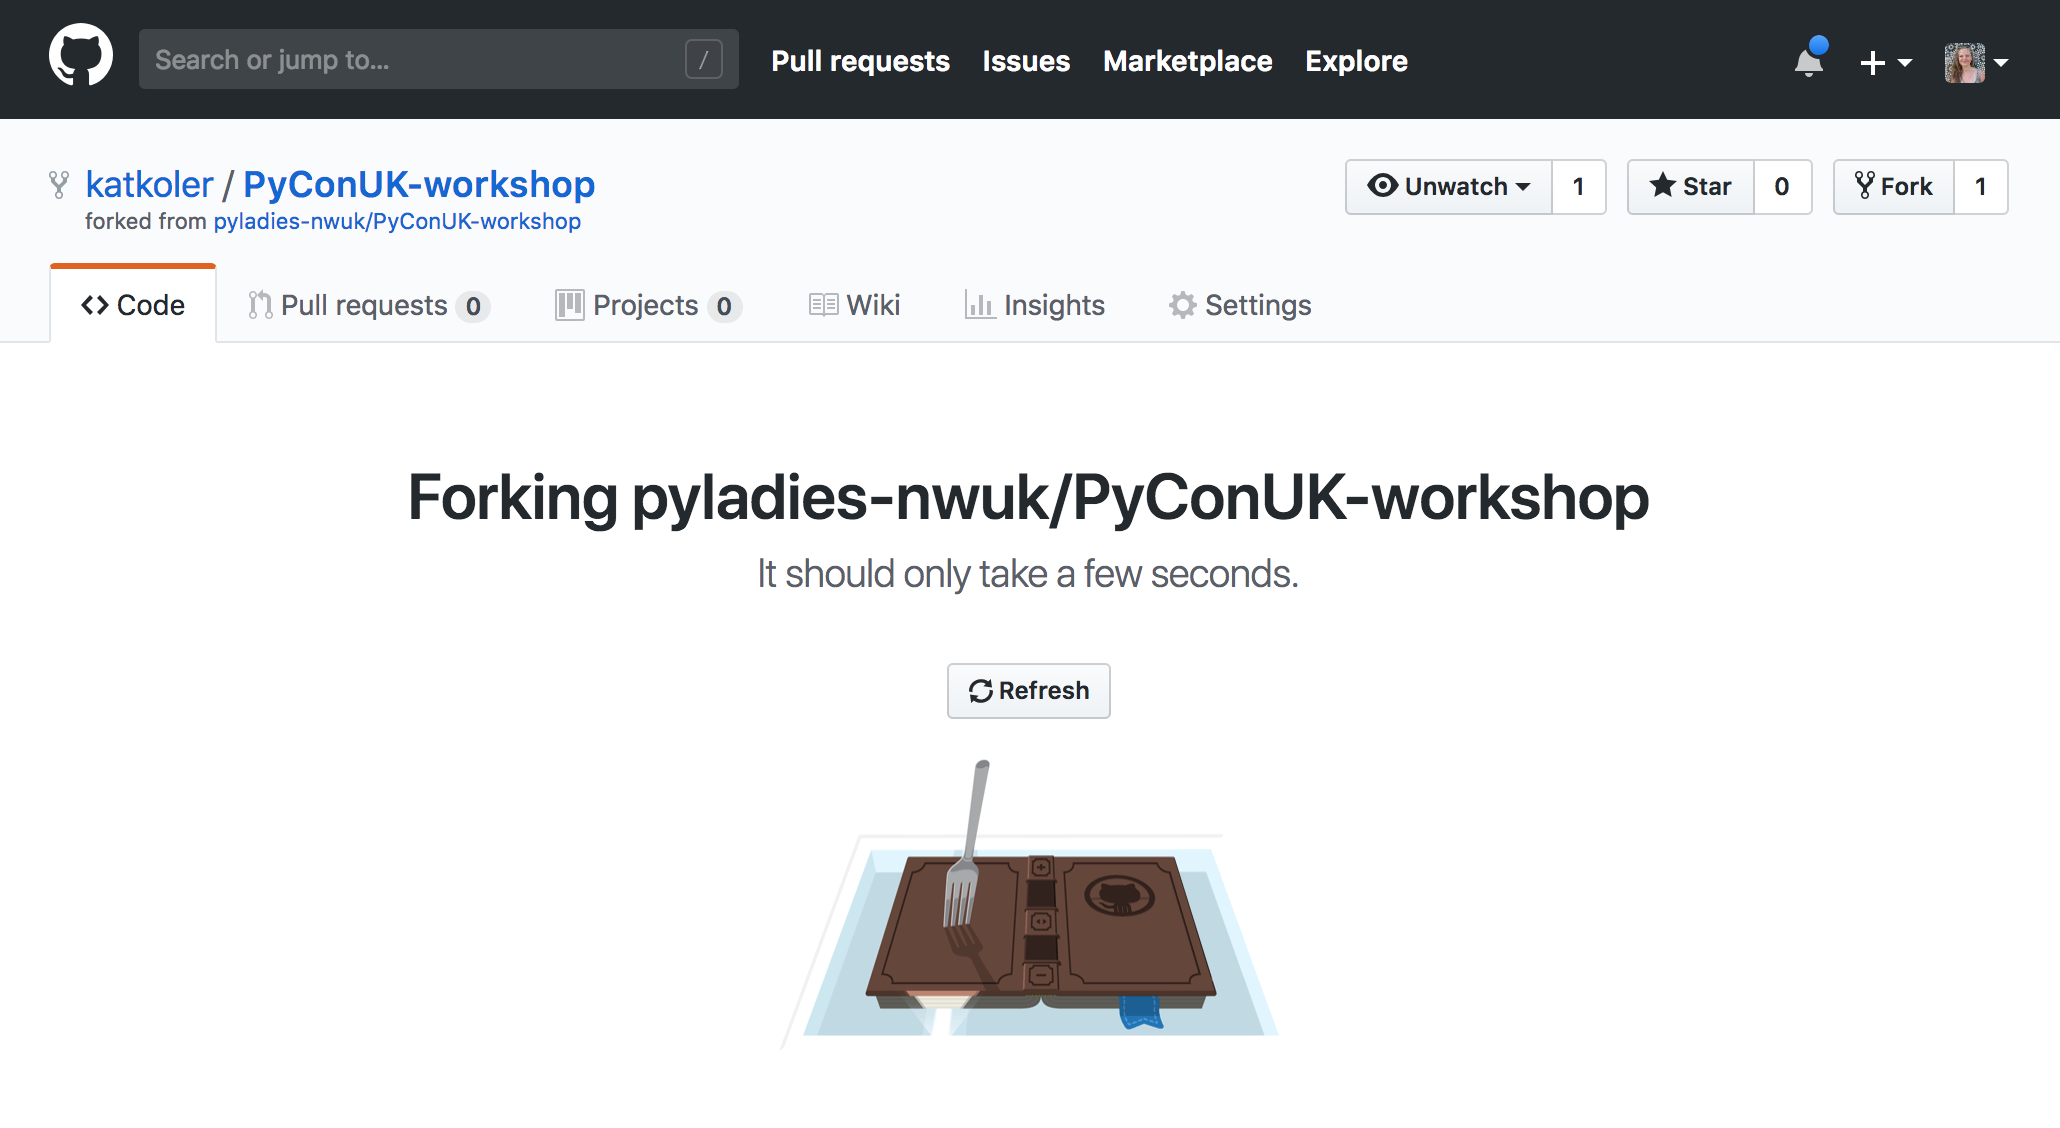 Search or jump to... / Pull requests Issues Marketplace Explore
katkoler / PyConUK-workshop Unwatch 1 Star 0 Fork 1
forked from pyladies-nwuk/PyConUK-workshop
Code Pull requests 0 Projects 0 Wiki Insights Settings
Forking pyladies-nwuk/PyConUK-workshop
It should only take a few seconds.
Refresh